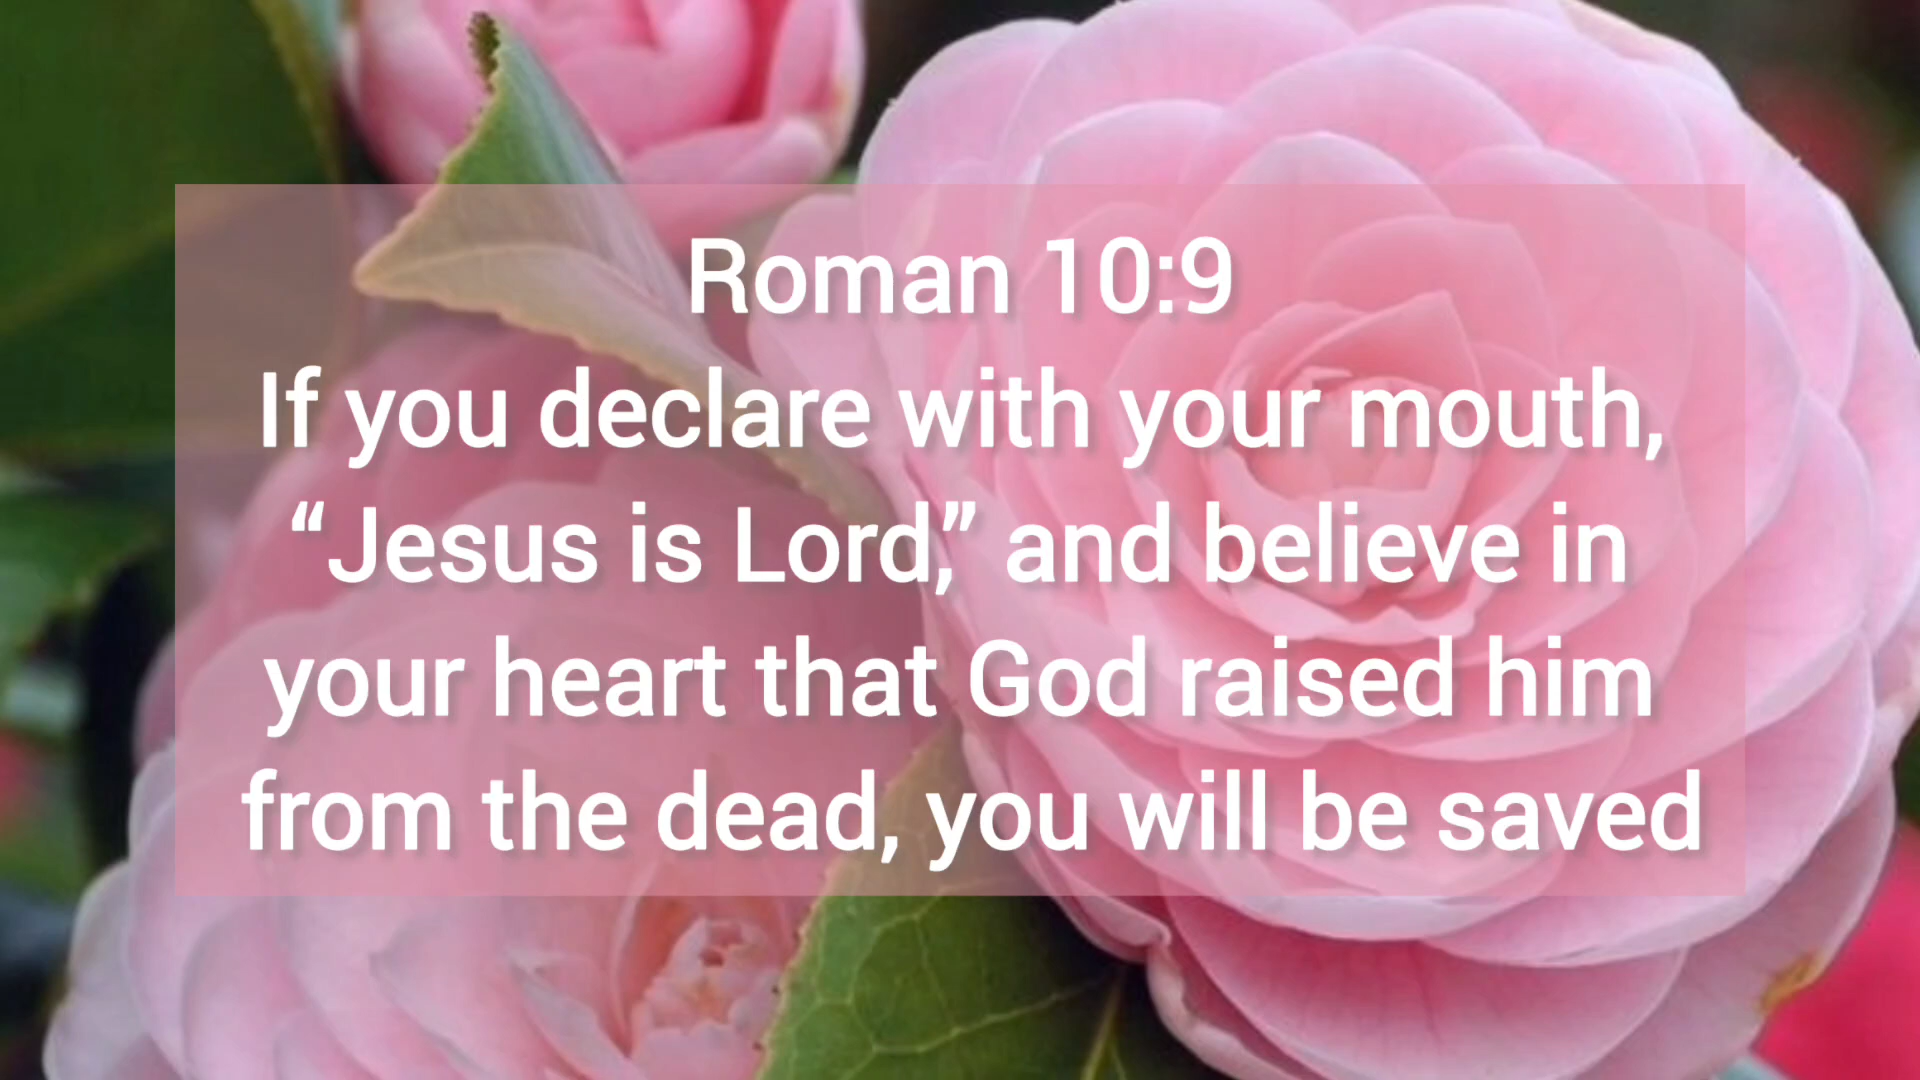 Roman 10:9
If you declare with your mouth,
“Jesus is Lord,” and believe in
your heart that God raised him
from the dead, you will be saved